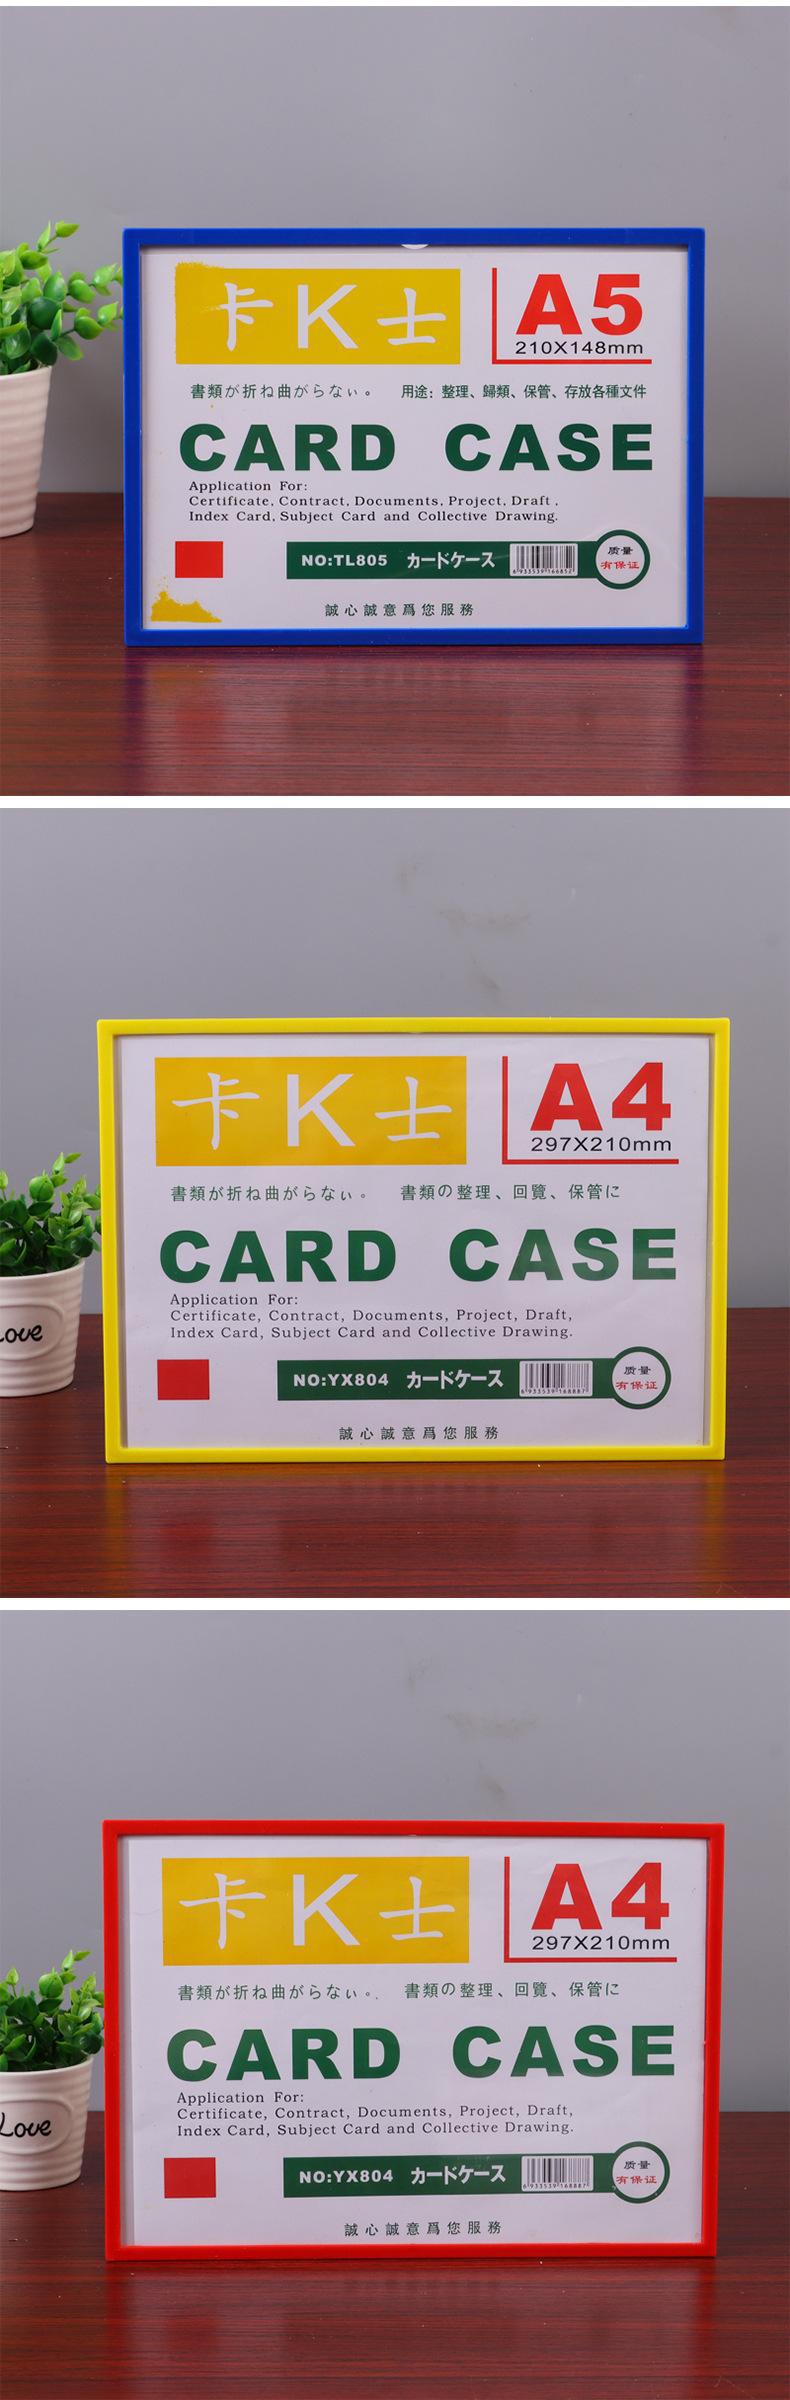 卡K士
A5
210X148mm
書類が折ね曲がらなぃ。 用途：整理、歸類、保管、存放各種文件
CARD CASE
Application For:
Certificate, Contract, Documents, Project, Draft,
Index Card, Subject Card and Collective Drawing.
NO:TL805 カードケース
6933539166852
质量
有保证
誠心誠意爲您服務
卡K士
A4
297X210mm
書類が折ね曲がらなぃ。 書類の整理、回覽、保管に
CARD CASE
Application For:
Certificate, Contract, Documents, Project, Draft,
Index Card, Subject Card and Collective Drawing.
NO:YX804 カードケース
6933539168887
质量
有保证
誠心誠意爲您服務
Love
卡K士
A4
297X210mm
書類が折ね曲がらなぃ。. 書類の整理、回覽、保管に
CARD CASE
Application For:
Certificate, Contract, Documents, Project, Draft,
Index Card, Subject Card and Collective Drawing.
NO:YX804 カードケース
6933539168887
质量
有保证
誠心誠意爲您服務
Love